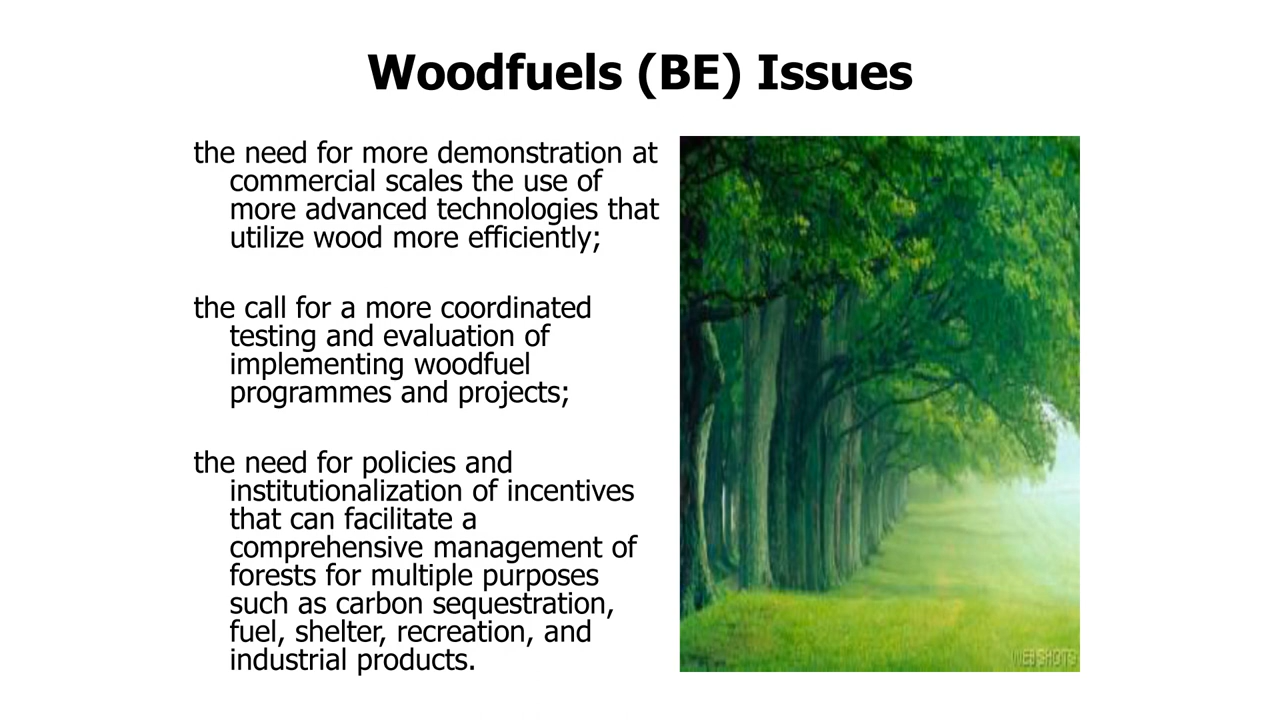 Woodfuels (BE) Issues
the need for more demonstration at
commercial scales the use of
more advanced technologies that
utilize wood more efficiently;
the call for a more coordinated
testing and evaluation of
implementing woodfuel
programmes and projects;
the need for policies and
institutionalization of incentives
that can facilitate a
comprehensive management of
forests for multiple purposes
such as carbon sequestration,
fuel, shelter, recreation, and
industrial products.
WEBSHOTS